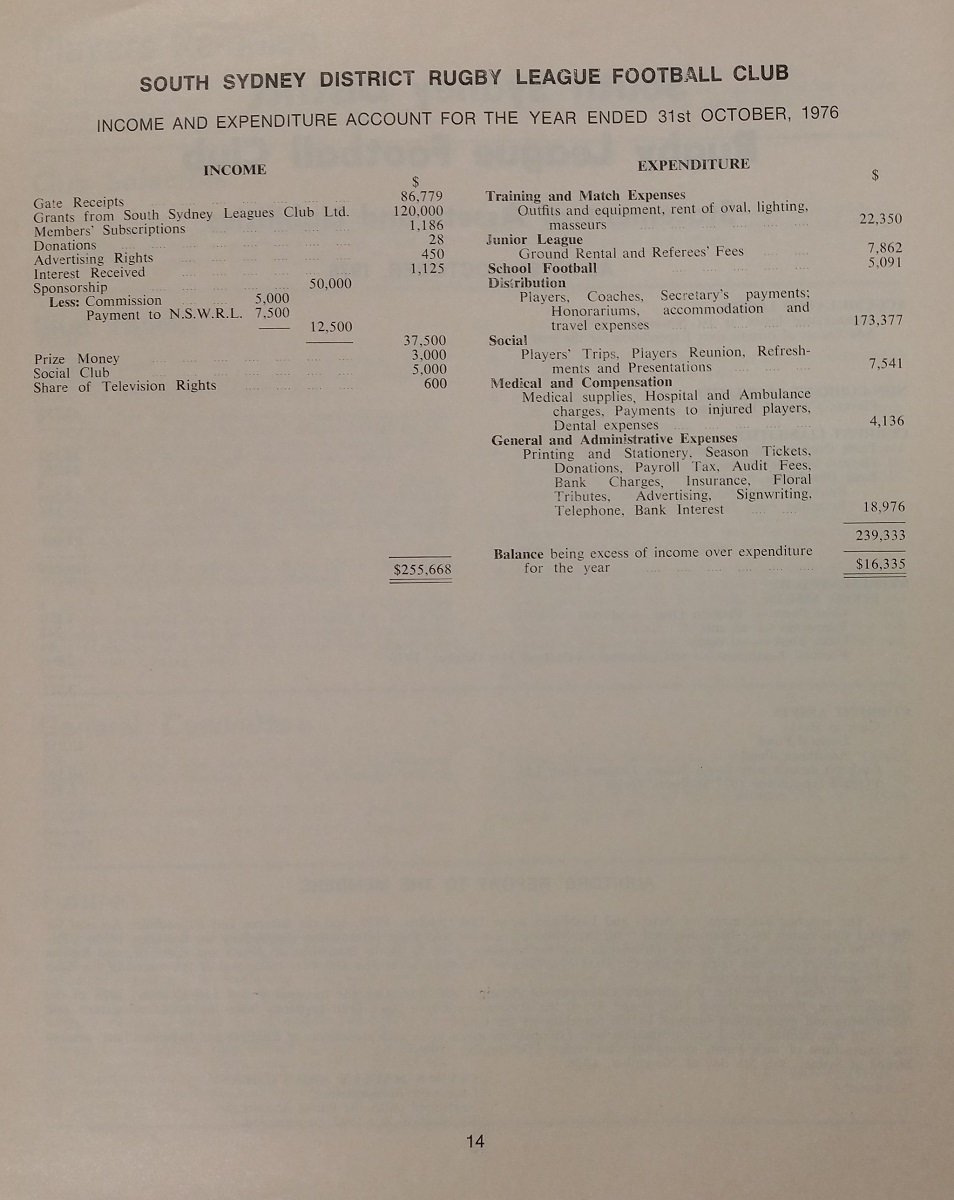 SOUTH SYDNEY DISTRICT RUGBY LEAGUE FOOTBALL CLUB
INCOME AND EXPENDITURE ACCOUNT FOR THE YEAR ENDED 31st OCTOBER, 1976
INCOME
$
Gate Receipts 86,779
Grants from South Sydney Leagues Club Ltd. 120,000
Members' Subscriptions 1,186
Donations 28
Advertising Rights 450
Interest Received 1,125
Sponsorship 50,000
Less: Commission 5,000
Payment to N.S.W.R.L. 7,500
12,500
37,500
Prize Money 3,000
Social Club 5,000
Share of Television Rights 600
$255,668
EXPENDITURE
$
Training and Match Expenses
Outfits and equipment, rent of oval, lighting,
masseurs 22,350
Junior League
Ground Rental and Referees' Fees 7,862
School Football 5,091
Distribution
Players, Coaches, Secretary's payments;
Honorariums, accommodation and
travel expenses 173,377
Social
Players' Trips, Players Reunion, Refresh-
ments and Presentations 7,541
Medical and Compensation
Medical supplies, Hospital and Ambulance
charges, Payments to injured players,
Dental expenses 4,136
General and Administrative Expenses
Printing and Stationery, Season Tickets,
Donations, Payroll Tax, Audit Fees,
Bank Charges, Insurance, Floral
Tributes, Advertising, Signwriting,
Telephone, Bank Interest 18,976
239,333
Balance being excess of income over expenditure
for the year $16,335
14